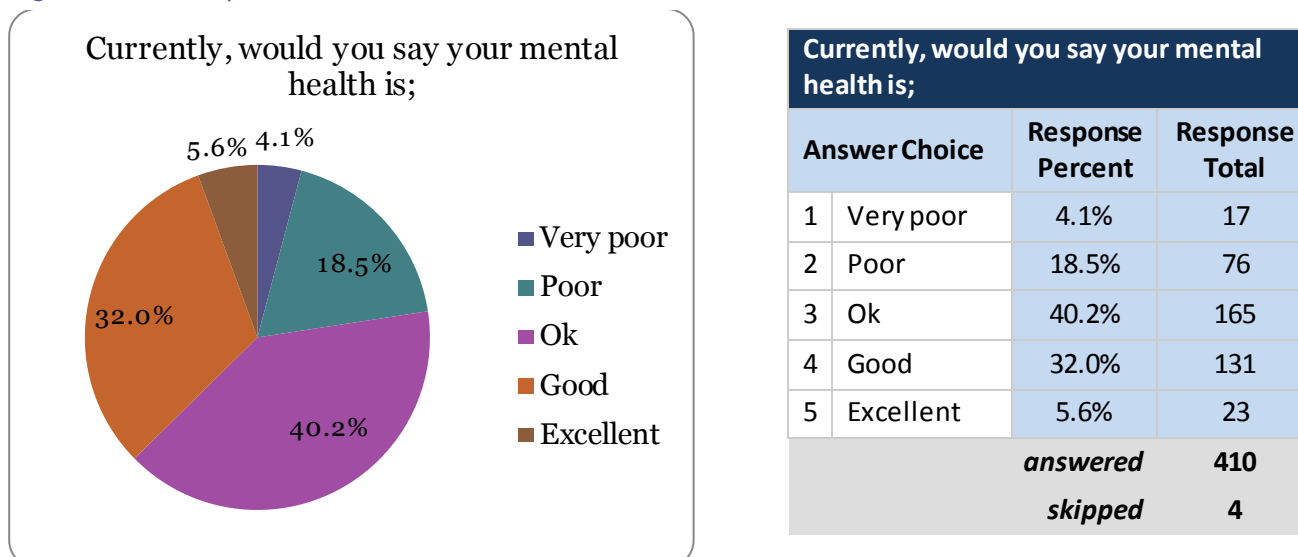 Currently, would you say your mental
health is;
5.6% 4.1%
18.5%
32.0%
40.2%
Very poor
Poor
Ok
Good
Excellent
Currently, would you say your mental
health is;
Answer Choice Response Percent Response Total
1 Very poor 4.1% 17
2 Poor 18.5% 76
3 Ok 40.2% 165
4 Good 32.0% 131
5 Excellent 5.6% 23
answered 410
skipped 4